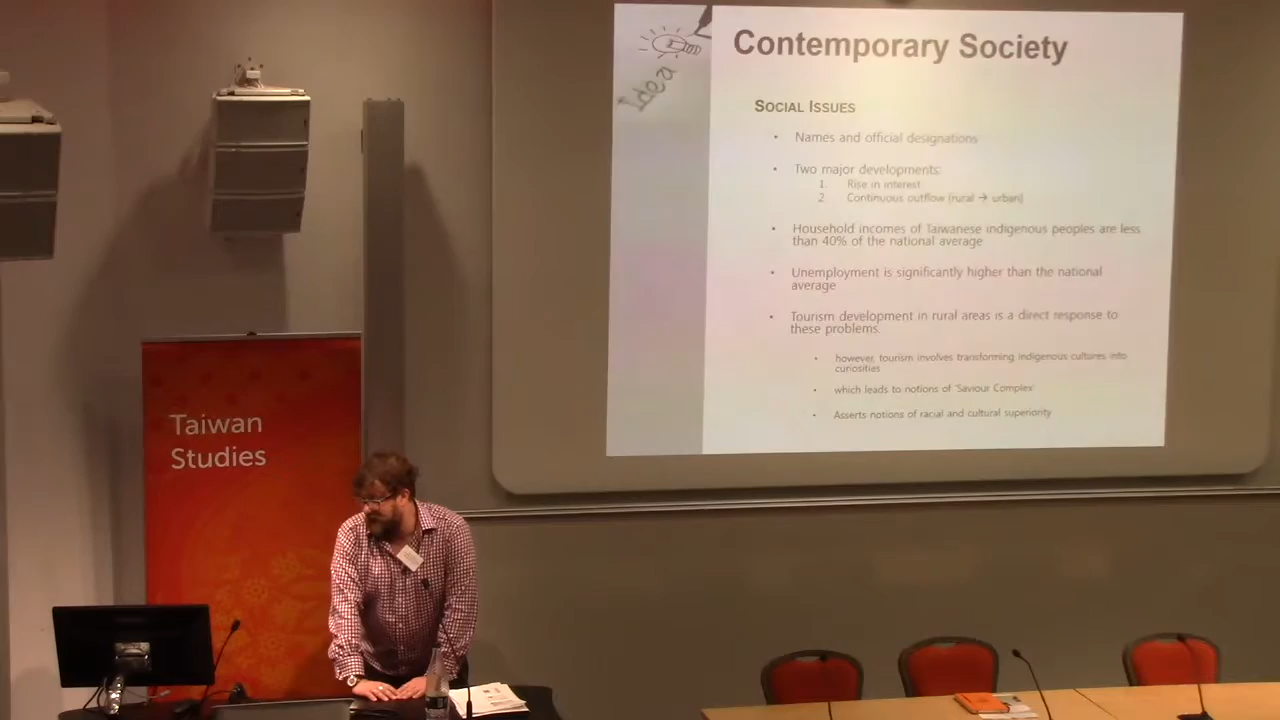 Idea
Contemporary Society
SOCIAL ISSUES
• Names and official designations
• Two major developments:
1. Rise in interest
2. Continuous outflow (rural → urban)
• Household incomes of Taiwanese indigenous peoples are less
than 40% of the national average
• Unemployment is significantly higher than the national
average
• Tourism development in rural areas is a direct response to
these problems.
• however, tourism involves transforming indigenous cultures into
curiosities
• which leads to notions of 'Saviour Complex'
• Asserts notions of racial and cultural superiority
Taiwan
Studies